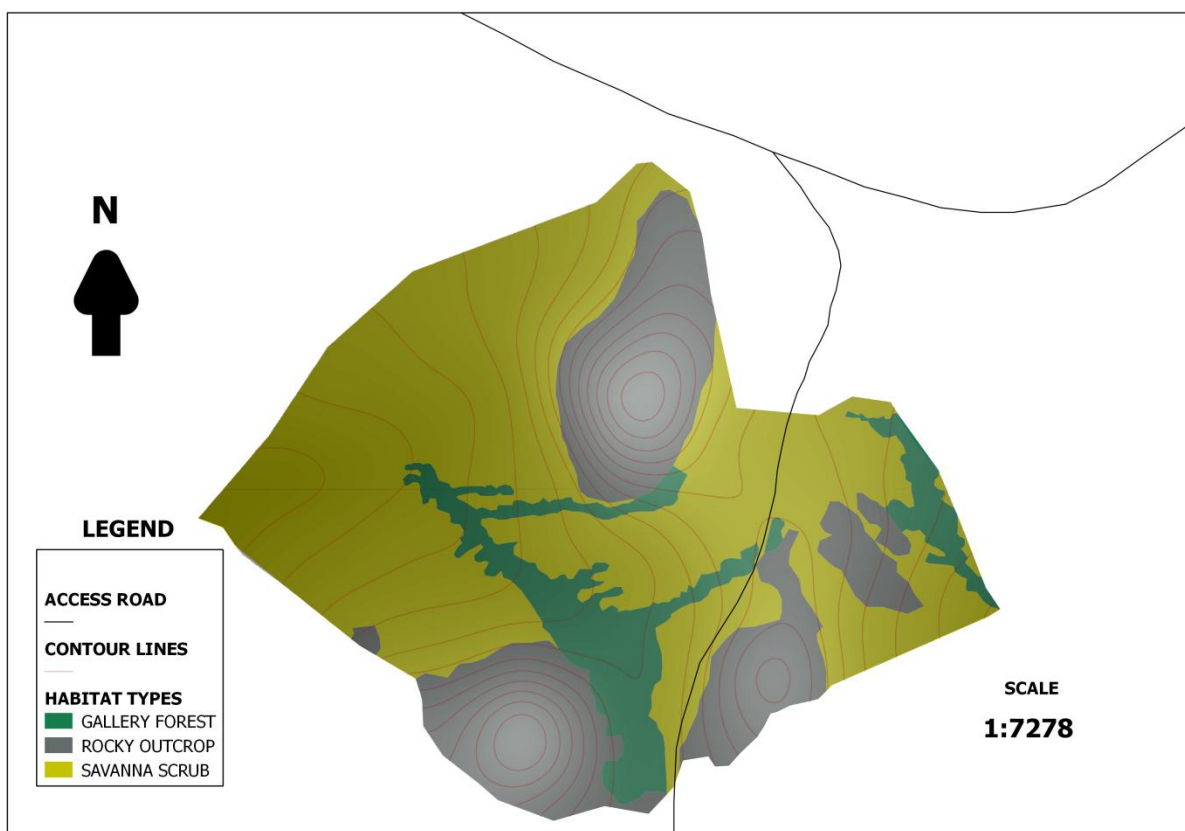 N
LEGEND
ACCESS ROAD
CONTOUR LINES
HABITAT TYPES
GALLERY FOREST
ROCKY OUTCROP
SAVANNA SCRUB
SCALE
1:7278